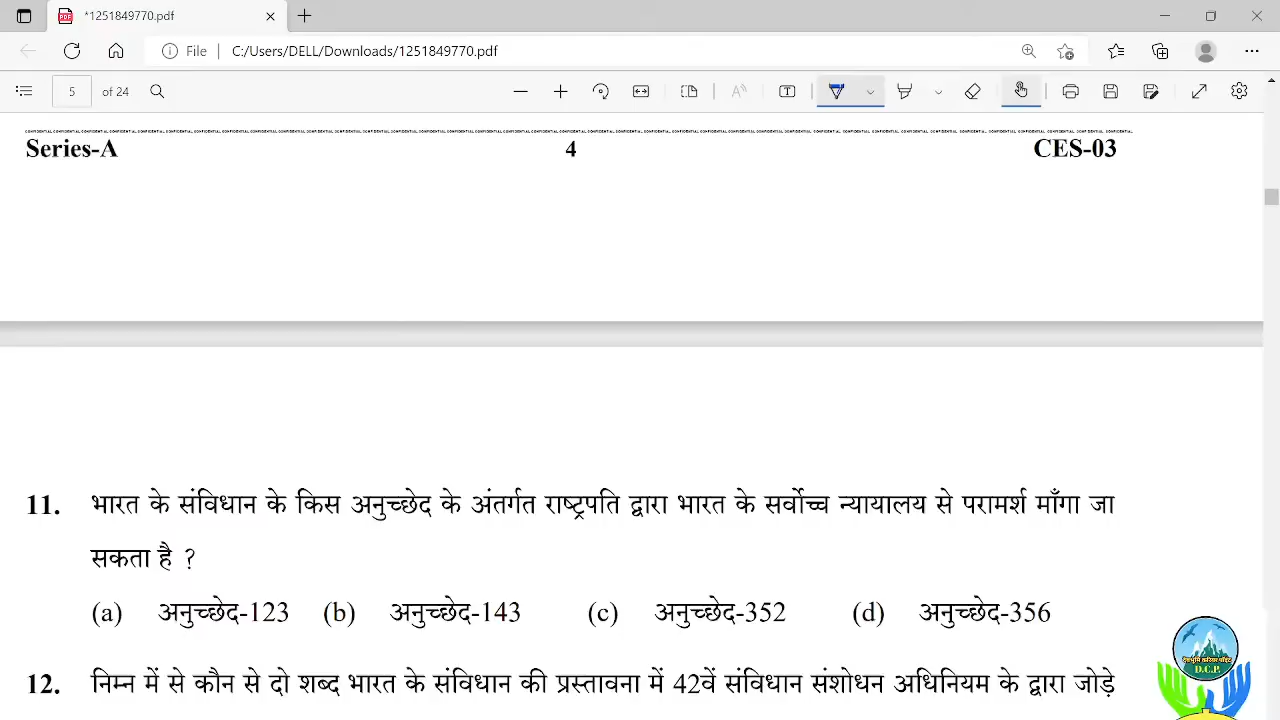 *1251849770.pdf
File C:/Users/DELL/Downloads/1251849770.pdf
5 of 24
Series-A 4 CES-03
11. भारत के संविधान के किस अनुच्छेद के अंतर्गत राष्ट्रपति द्वारा भारत के सर्वोच्च न्यायालय से परामर्श माँगा जा
सकता है ?
(a) अनुच्छेद-123 (b) अनुच्छेद-143 (c) अनुच्छेद-352 (d) अनुच्छेद-356
12. निम्न में से कौन से दो शब्द भारत के संविधान की प्रस्तावना में 42वें संविधान संशोधन अधिनियम के द्वारा जोड़े
D.C.P.